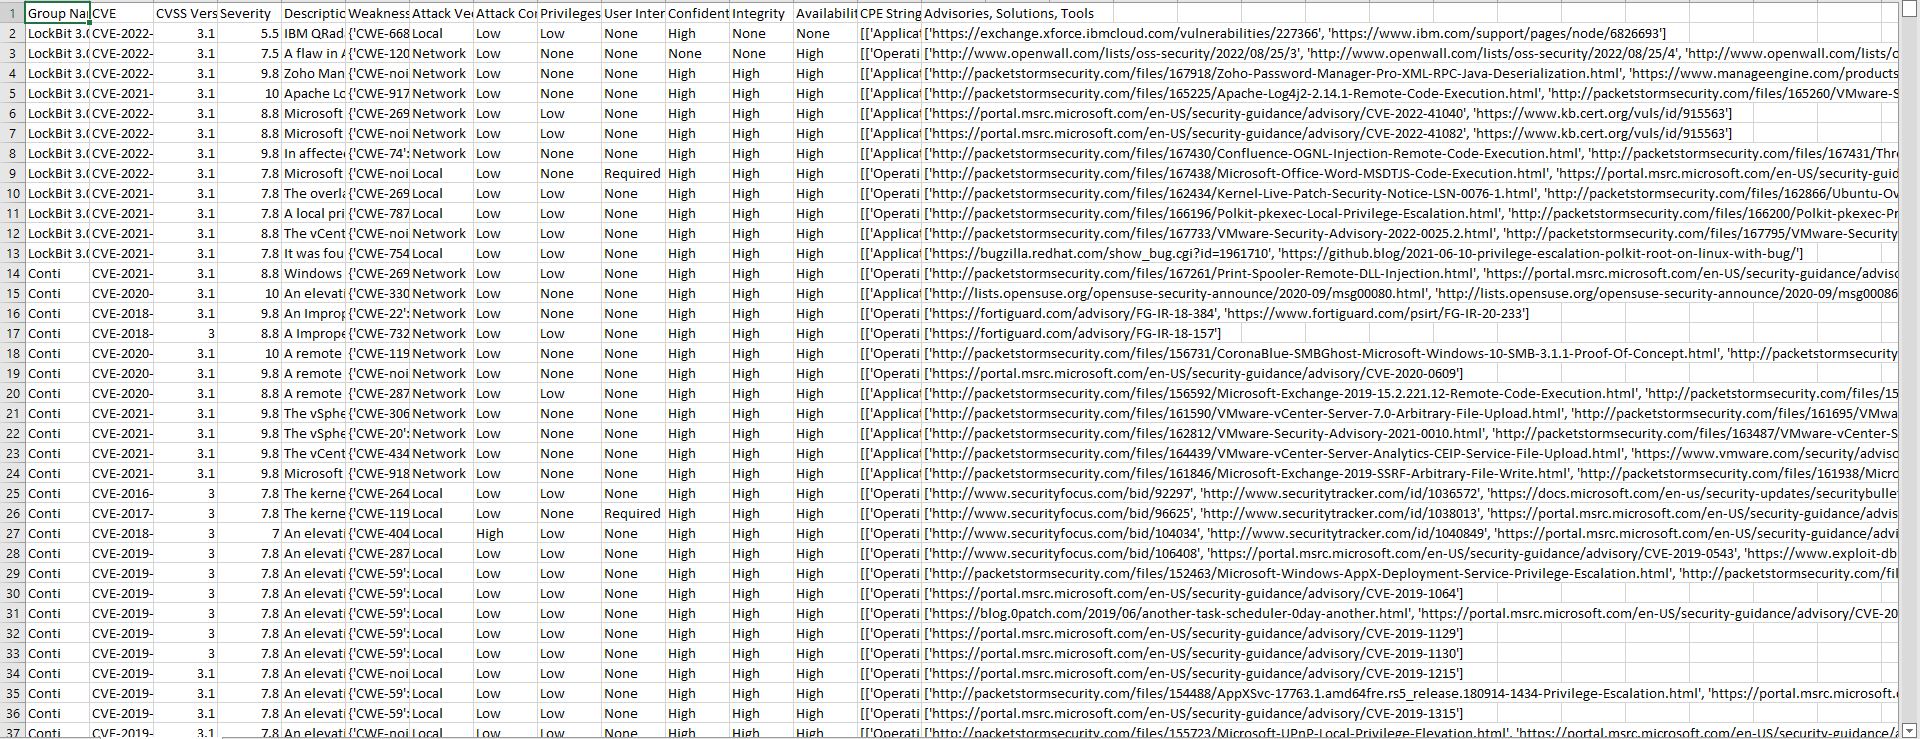 1 Group Na CVE CVSS Vers Severity Descriptio Weakness Attack Vec Attack Cor Privileges User Inter Confident Integrity Availabilit CPE String Advisories, Solutions, Tools
2 LockBit 3.0 CVE-2022- 3.1 5.5 IBM QRad {'CWE-668 Local Low Low None High None None [['Applicat ['https://exchange.xforce.ibmcloud.com/vulnerabilities/227366', 'https://www.ibm.com/support/pages/node/6826693']
3 LockBit 3.0 CVE-2022- 3.1 7.5 A flaw in A {'CWE-120 Network Low None None None None High [['Operati ['http://www.openwall.com/lists/oss-security/2022/08/25/3', 'http://www.openwall.com/lists/oss-security/2022/08/25/4', 'http://www.openwall.com/lists/o
4 LockBit 3.0 CVE-2022- 3.1 9.8 Zoho Man {'CWE-noi Network Low None None High High High [['Applicat ['http://packetstormsecurity.com/files/167918/Zoho-Password-Manager-Pro-XML-RPC-Java-Deserialization.html', 'https://www.manageengine.com/products
5 LockBit 3.0 CVE-2021- 3.1 10 Apache Lo {'CWE-917 Network Low None None High High High [['Applicat ['http://packetstormsecurity.com/files/165225/Apache-Log4j2-2.14.1-Remote-Code-Execution.html', 'http://packetstormsecurity.com/files/165260/VMware-S
6 LockBit 3.0 CVE-2022- 3.1 8.8 Microsoft {'CWE-269 Network Low Low None High High High [['Applicat ['https://portal.msrc.microsoft.com/en-US/security-guidance/advisory/CVE-2022-41040', 'https://www.kb.cert.org/vuls/id/915563']
7 LockBit 3.0 CVE-2022- 3.1 8.8 Microsoft {'CWE-noi Network Low Low None High High High [['Applicat ['https://portal.msrc.microsoft.com/en-US/security-guidance/advisory/CVE-2022-41082', 'https://www.kb.cert.org/vuls/id/915563']
8 LockBit 3.0 CVE-2022- 3.1 9.8 In affecte {'CWE-74': Network Low None None High High High [['Applicat ['http://packetstormsecurity.com/files/167430/Confluence-OGNL-Injection-Remote-Code-Execution.html', 'http://packetstormsecurity.com/files/167431/Thr
9 LockBit 3.0 CVE-2022- 3.1 7.8 Microsoft {'CWE-noi Local Low None Required High High High [['Operati ['http://packetstormsecurity.com/files/167438/Microsoft-Office-Word-MSDTJS-Code-Execution.html', 'https://portal.msrc.microsoft.com/en-US/security-guid
10 LockBit 3.0 CVE-2021- 3.1 7.8 The overla {'CWE-269 Local Low Low None High High High [['Operati ['http://packetstormsecurity.com/files/162434/Kernel-Live-Patch-Security-Notice-LSN-0076-1.html', 'http://packetstormsecurity.com/files/162866/Ubuntu-Ov
11 LockBit 3.0 CVE-2021- 3.1 7.8 A local pri {'CWE-787 Local Low Low None High High High [['Operati ['http://packetstormsecurity.com/files/166196/Polkit-pkexec-Local-Privilege-Escalation.html', 'http://packetstormsecurity.com/files/166200/Polkit-pkexec-Pr
12 LockBit 3.0 CVE-2021- 3.1 8.8 The vCent {'CWE-noi Network Low Low None High High High [['Applicat ['http://packetstormsecurity.com/files/167733/VMware-Security-Advisory-2022-0025.2.html', 'http://packetstormsecurity.com/files/167795/VMware-Security
13 LockBit 3.0 CVE-2021- 3.1 7.8 It was fou {'CWE-754 Local Low Low None High High High [['Applicat ['https://bugzilla.redhat.com/show_bug.cgi?id=1961710', 'https://github.blog/2021-06-10-privilege-escalation-polkit-root-on-linux-with-bug/']
14 Conti CVE-2021- 3.1 8.8 Windows {'CWE-269 Network Low Low None High High High [['Operati ['http://packetstormsecurity.com/files/167261/Print-Spooler-Remote-DLL-Injection.html', 'https://portal.msrc.microsoft.com/en-US/security-guidance/advisc
15 Conti CVE-2020- 3.1 10 An elevati {'CWE-330 Network Low None None High High High [['Applicat ['http://lists.opensuse.org/opensuse-security-announce/2020-09/msg00080.html', 'http://lists.opensuse.org/opensuse-security-announce/2020-09/msg00086
16 Conti CVE-2018- 3.1 9.8 An Improp {'CWE-22': Network Low None None High High High [['Operati ['https://fortiguard.com/advisory/FG-IR-18-384', 'https://www.fortiguard.com/psirt/FG-IR-20-233']
17 Conti CVE-2018- 3 8.8 A Imprope {'CWE-732 Network Low Low None High High High [['Operati ['https://fortiguard.com/advisory/FG-IR-18-157']
18 Conti CVE-2020- 3.1 10 A remote {'CWE-119 Network Low None None High High High [['Operati ['http://packetstormsecurity.com/files/156731/CoronaBlue-SMBGhost-Microsoft-Windows-10-SMB-3.1.1-Proof-Of-Concept.html', 'http://packetstormsecurity
19 Conti CVE-2020- 3.1 9.8 A remote {'CWE-noi Network Low None None High High High [['Operati ['https://portal.msrc.microsoft.com/en-US/security-guidance/advisory/CVE-2020-0609']
20 Conti CVE-2020- 3.1 8.8 A remote {'CWE-287 Network Low Low None High High High [['Applicat ['http://packetstormsecurity.com/files/156592/Microsoft-Exchange-2019-15.2.221.12-Remote-Code-Execution.html', 'http://packetstormsecurity.com/files/15
21 Conti CVE-2021- 3.1 9.8 The vSphe {'CWE-306 Network Low None None High High High [['Applicat ['http://packetstormsecurity.com/files/161590/VMware-vCenter-Server-7.0-Arbitrary-File-Upload.html', 'http://packetstormsecurity.com/files/161695/VMwa
22 Conti CVE-2021- 3.1 9.8 The vSphe {'CWE-20': Network Low None None High High High [['Applicat ['http://packetstormsecurity.com/files/162812/VMware-Security-Advisory-2021-0010.html', 'http://packetstormsecurity.com/files/163487/VMware-vCenter-S
23 Conti CVE-2021- 3.1 9.8 The vCent {'CWE-434 Network Low None None High High High [['Applicat ['http://packetstormsecurity.com/files/164439/VMware-vCenter-Server-Analytics-CEIP-Service-File-Upload.html', 'https://www.vmware.com/security/adviso
24 Conti CVE-2021- 3.1 9.8 Microsoft {'CWE-918 Network Low None None High High High [['Applicat ['http://packetstormsecurity.com/files/161846/Microsoft-Exchange-2019-SSRF-Arbitrary-File-Write.html', 'http://packetstormsecurity.com/files/161938/Micro
25 Conti CVE-2016- 3 7.8 The kerne {'CWE-264 Local Low Low None High High High [['Operati ['http://www.securityfocus.com/bid/92297', 'http://www.securitytracker.com/id/1036572', 'https://docs.microsoft.com/en-us/security-updates/securitybulle
26 Conti CVE-2017- 3 7.8 The kerne {'CWE-119 Local Low None Required High High High [['Operati ['http://www.securityfocus.com/bid/96625', 'http://www.securitytracker.com/id/1038013', 'https://portal.msrc.microsoft.com/en-US/security-guidance/advis
27 Conti CVE-2018- 3 7 An elevati {'CWE-404 Local High Low None High High High [['Operati ['http://www.securityfocus.com/bid/104034', 'http://www.securitytracker.com/id/1040849', 'https://portal.msrc.microsoft.com/en-US/security-guidance/advi
28 Conti CVE-2019- 3 7.8 An elevati {'CWE-287 Local Low Low None High High High [['Operati ['http://www.securityfocus.com/bid/106408', 'https://portal.msrc.microsoft.com/en-US/security-guidance/advisory/CVE-2019-0543', 'https://www.exploit-db
29 Conti CVE-2019- 3 7.8 An elevati {'CWE-59': Local Low Low None High High High [['Operati ['http://packetstormsecurity.com/files/152463/Microsoft-Windows-AppX-Deployment-Service-Privilege-Escalation.html', 'http://packetstormsecurity.com/fil
30 Conti CVE-2019- 3 7.8 An elevati {'CWE-59': Local Low Low None High High High [['Operati ['https://portal.msrc.microsoft.com/en-US/security-guidance/advisory/CVE-2019-1064']
31 Conti CVE-2019- 3 7.8 An elevati {'CWE-59': Local Low Low None High High High [['Operati ['https://blog.0patch.com/2019/06/another-task-scheduler-0day-another.html', 'https://portal.msrc.microsoft.com/en-US/security-guidance/advisory/CVE-20
32 Conti CVE-2019- 3 7.8 An elevati {'CWE-59': Local Low Low None High High High [['Operati ['https://portal.msrc.microsoft.com/en-US/security-guidance/advisory/CVE-2019-1129']
33 Conti CVE-2019- 3 7.8 An elevati {'CWE-59': Local Low Low None High High High [['Operati ['https://portal.msrc.microsoft.com/en-US/security-guidance/advisory/CVE-2019-1130']
34 Conti CVE-2019- 3.1 7.8 An elevati {'CWE-noi Local Low Low None High High High [['Operati ['https://portal.msrc.microsoft.com/en-US/security-guidance/advisory/CVE-2019-1215']
35 Conti CVE-2019- 3.1 7.8 An elevati {'CWE-59': Local Low Low None High High High [['Operati ['http://packetstormsecurity.com/files/154488/AppXSvc-17763.1.amd64fre.rs5_release.180914-1434-Privilege-Escalation.html', 'https://portal.msrc.microsoft.c
36 Conti CVE-2019- 3.1 7.8 An elevati {'CWE-59': Local Low Low None High High High [['Operati ['https://portal.msrc.microsoft.com/en-US/security-guidance/advisory/CVE-2019-1315']
37 Conti CVE-2019- 3.1 7.8 An elevati {'CWE-noi Local Low Low None High High High [['Operati ['http://packetstormsecurity.com/files/155723/Microsoft-UPnP-Local-Privilege-Elevation.html', 'https://portal.msrc.microsoft.com/en-US/security-guidance/a